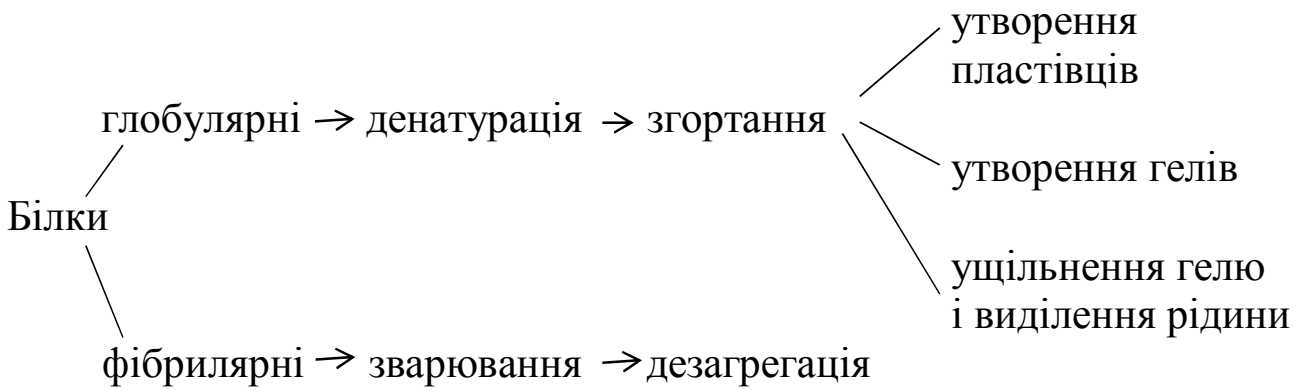 утворення
пластівців
глобулярні → денатурація → згортання
утворення гелів
Білки
ущільнення гелю
і виділення рідини
фібрилярні → зварювання → дезагрегація